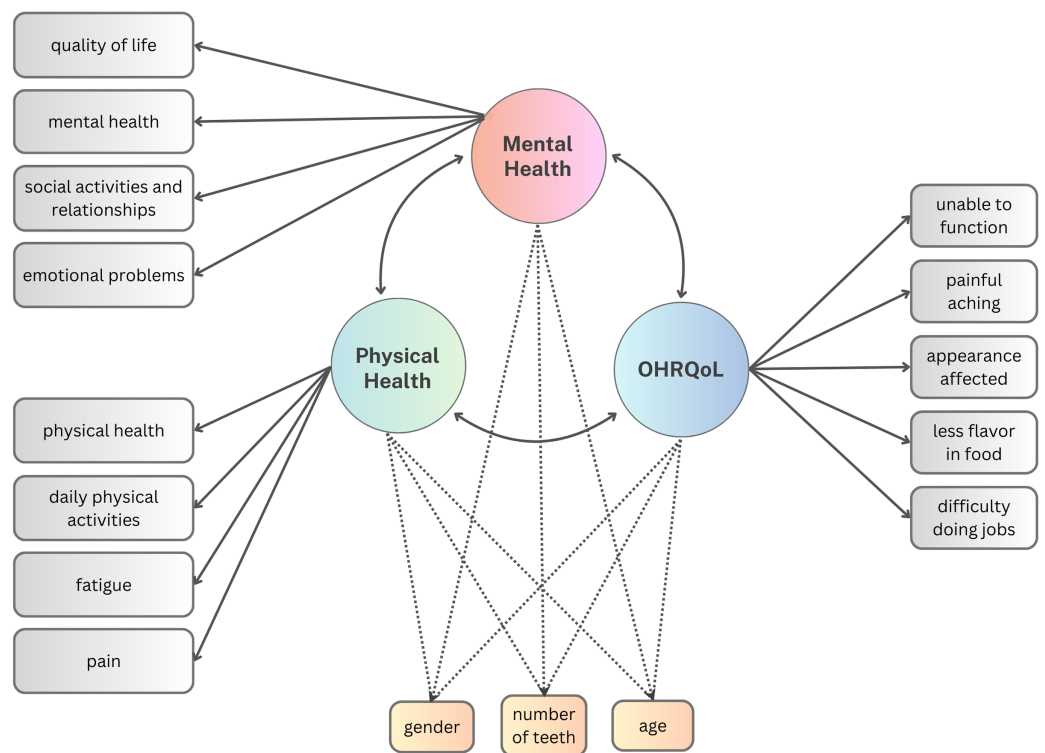 quality of life
mental health
social activities and
relationships
emotional problems
Mental
Health
Physical
Health
OHRQoL
unable to
function
painful
aching
appearance
affected
less flavor
in food
difficulty
doing jobs
physical health
daily physical
activities
fatigue
pain
gender
number
of teeth
age